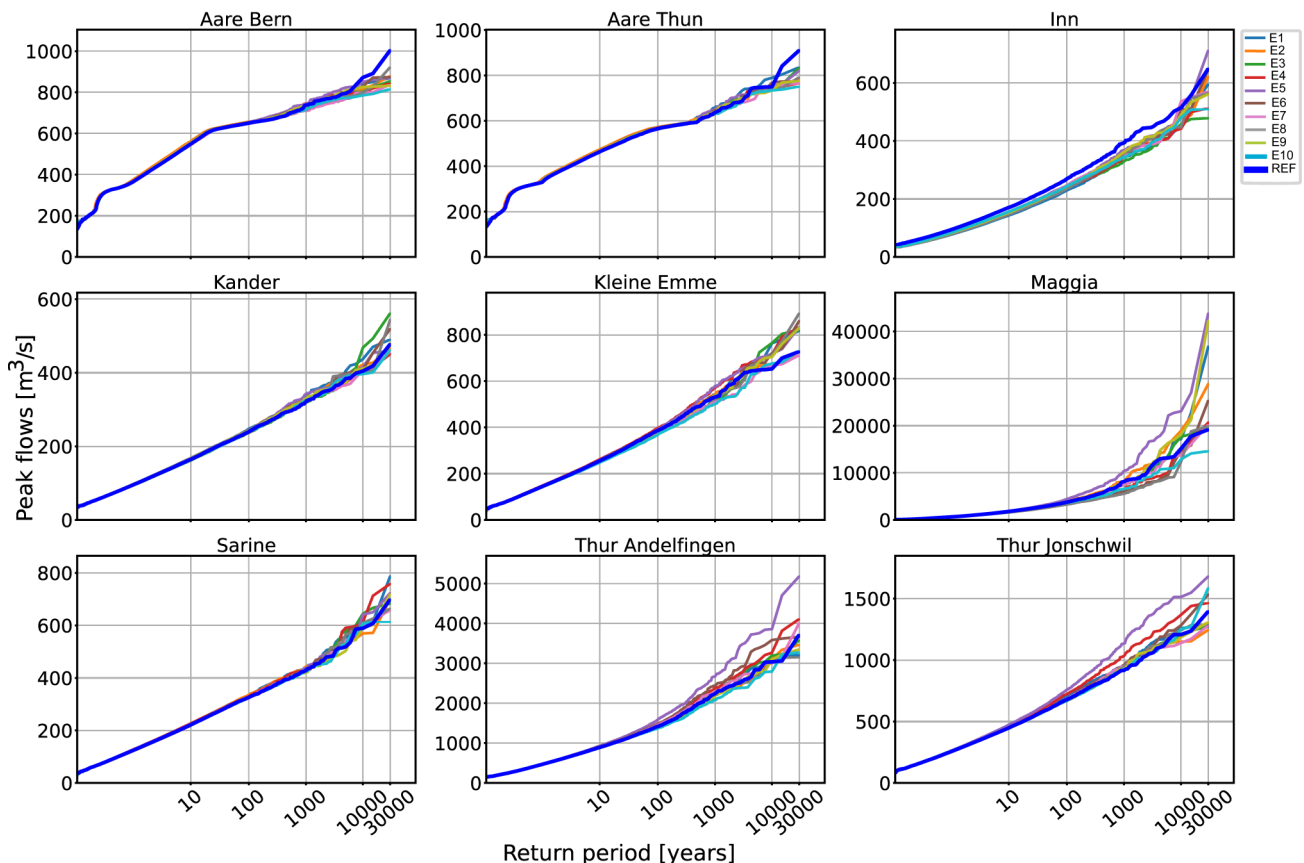 Aare Bern
Aare Thun
Inn
1000
800
600
400
200
0
1000
800
600
400
200
0
600
400
200
0
E1
E2
E3
E4
E5
E6
E7
E8
E9
E10
REF
Kander
Kleine Emme
Maggia
600
400
200
0
800
600
400
200
0
40000
30000
20000
10000
0
Peak flows [m³/s]
Sarine
Thur Andelfingen
Thur Jonschwil
800
600
400
200
0
5000
4000
3000
2000
1000
0
1500
1000
500
0
10
100
1000
10000
30000
10
100
1000
10000
30000
10
100
1000
10000
30000
Return period [years]